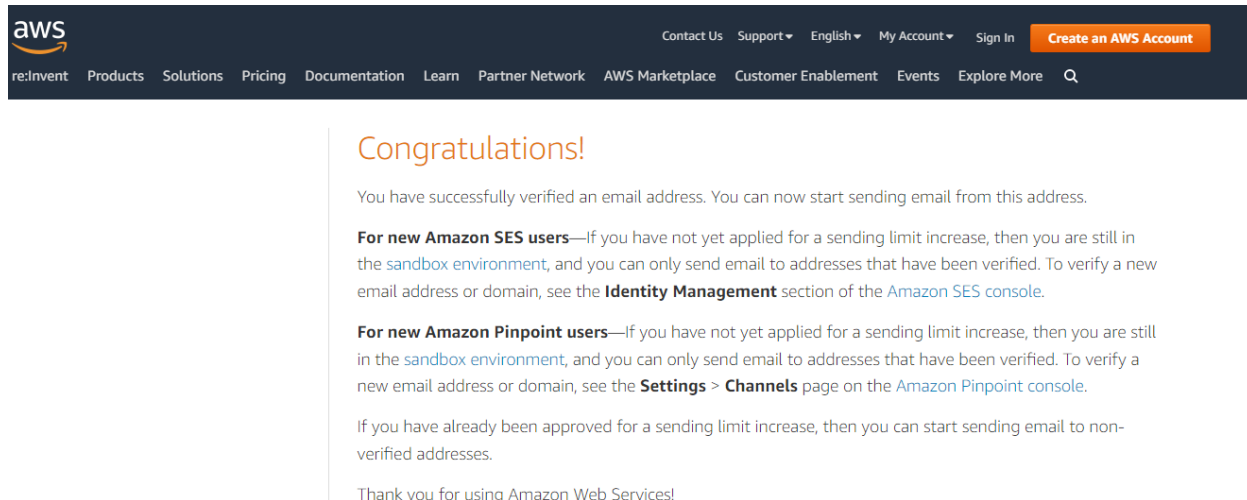 aws
Contact Us Support English My Account Sign In Create an AWS Account
re:Invent Products Solutions Pricing Documentation Learn Partner Network AWS Marketplace Customer Enablement Events Explore More
Congratulations!
You have successfully verified an email address. You can now start sending email from this address.
For new Amazon SES users—If you have not yet applied for a sending limit increase, then you are still in
the sandbox environment, and you can only send email to addresses that have been verified. To verify a new
email address or domain, see the Identity Management section of the Amazon SES console.
For new Amazon Pinpoint users—If you have not yet applied for a sending limit increase, then you are still
in the sandbox environment, and you can only send email to addresses that have been verified. To verify a
new email address or domain, see the Settings > Channels page on the Amazon Pinpoint console.
If you have already been approved for a sending limit increase, then you can start sending email to non-
verified addresses.
Thank you for using Amazon Web Services!